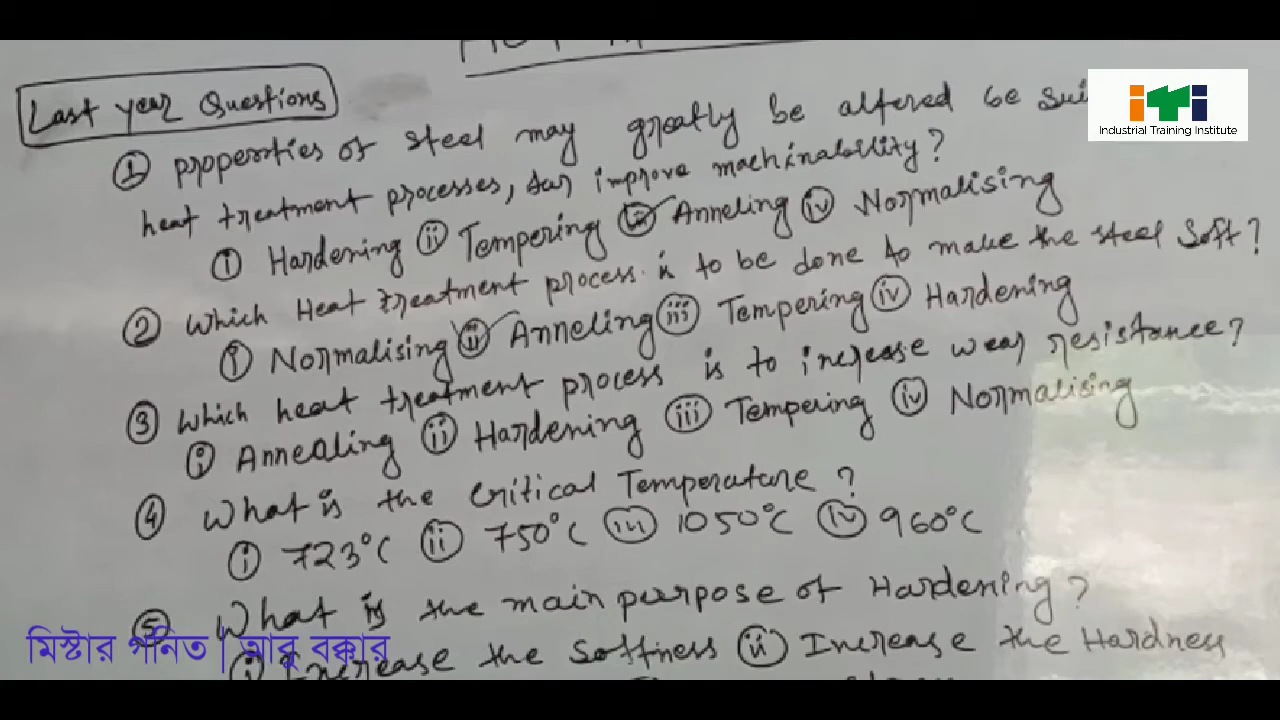 Last year Questions
① properties of steel may greatly be altered be sui
heat treatment processes, for improve machinability?
① Hardening ⑪ Tempering Anneling ⓘⓥ Normalising
② Which Heat treatment process is to be done to make the steel soft?
ⓘ Normalising ⓘⓘ Anneling ⓘⓘⓘ Tempering ⓘⓥ Hardening
③ Which heat treatment process is to increase wear resistance?
ⓘ Annealing ⓘⓘ Hardening ⓘⓘⓘ Tempering ⓘⓥ Normalising
④ What is the Critical Temperature?
ⓘ 723°C ⓘⓘ 750°C ⓘⓘⓘ 1050°C ⓘⓥ 960°C
⑤ What is the main purpose of Hardening?
ⓘ Increase the Softness ⓘⓘ Increase the Hardness
iTi
Industrial Training Institute
মিস্টার গনিত | আবু বক্কার